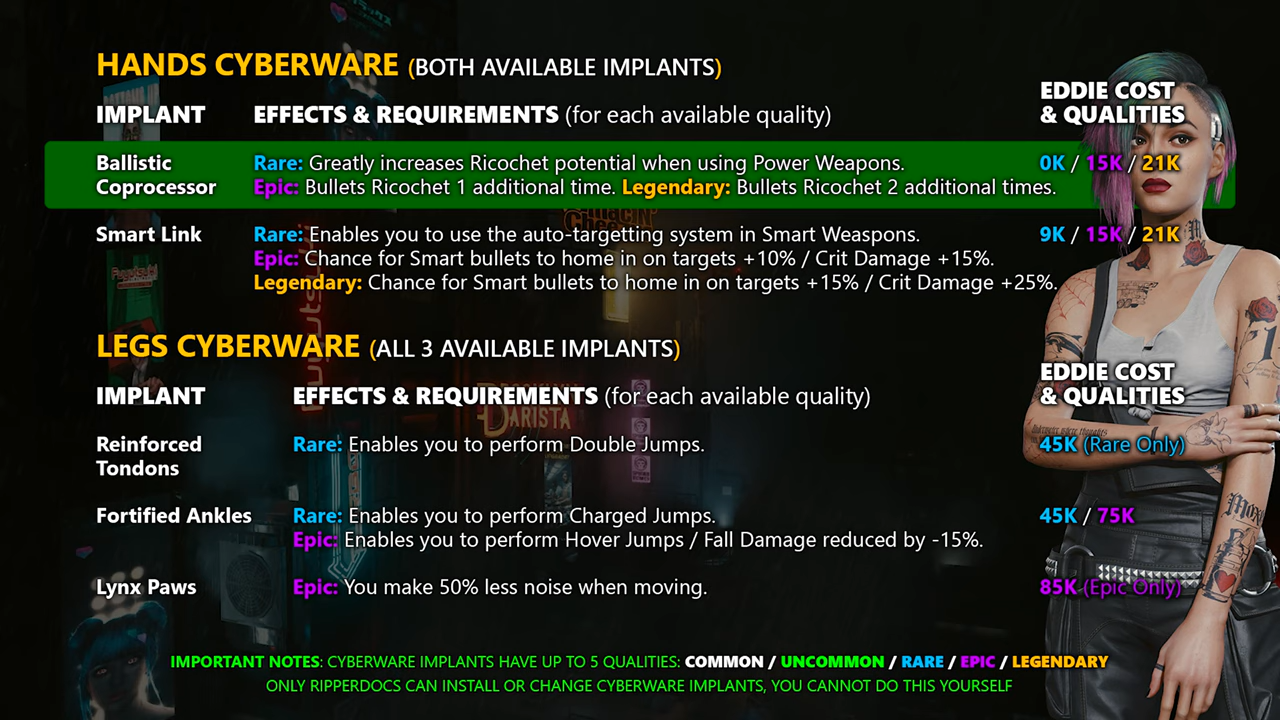 HANDS CYBERWARE (BOTH AVAILABLE IMPLANTS)
IMPLANT EFFECTS & REQUIREMENTS (for each available quality) EDDIE COST & QUALITIES
Ballistic Coprocessor
Rare: Greatly increases Ricochet potential when using Power Weapons. 0K / 15K / 21K
Epic: Bullets Ricochet 1 additional time. Legendary: Bullets Ricochet 2 additional times.
Smart Link Rare: Enables you to use the auto-targetting system in Smart Weaspons. 9K / 15K / 21K
Epic: Chance for Smart bullets to home in on targets +10% / Crit Damage +15%.
Legendary: Chance for Smart bullets to home in on targets +15% / Crit Damage +25%.
LEGS CYBERWARE (ALL 3 AVAILABLE IMPLANTS)
IMPLANT EFFECTS & REQUIREMENTS (for each available quality) EDDIE COST & QUALITIES
Reinforced Tondons
Rare: Enables you to perform Double Jumps. 45K (Rare Only)
Fortified Ankles Rare: Enables you to perform Charged Jumps. 45K / 75K
Epic: Enables you to perform Hover Jumps / Fall Damage reduced by -15%.
Lynx Paws Epic: You make 50% less noise when moving. 85K (Epic Only)
IMPORTANT NOTES: CYBERWARE IMPLANTS HAVE UP TO 5 QUALITIES: COMMON / UNCOMMON / RARE / EPIC / LEGENDARY
ONLY RIPPERDOCS CAN INSTALL OR CHANGE CYBERWARE IMPLANTS, YOU CANNOT DO THIS YOURSELF